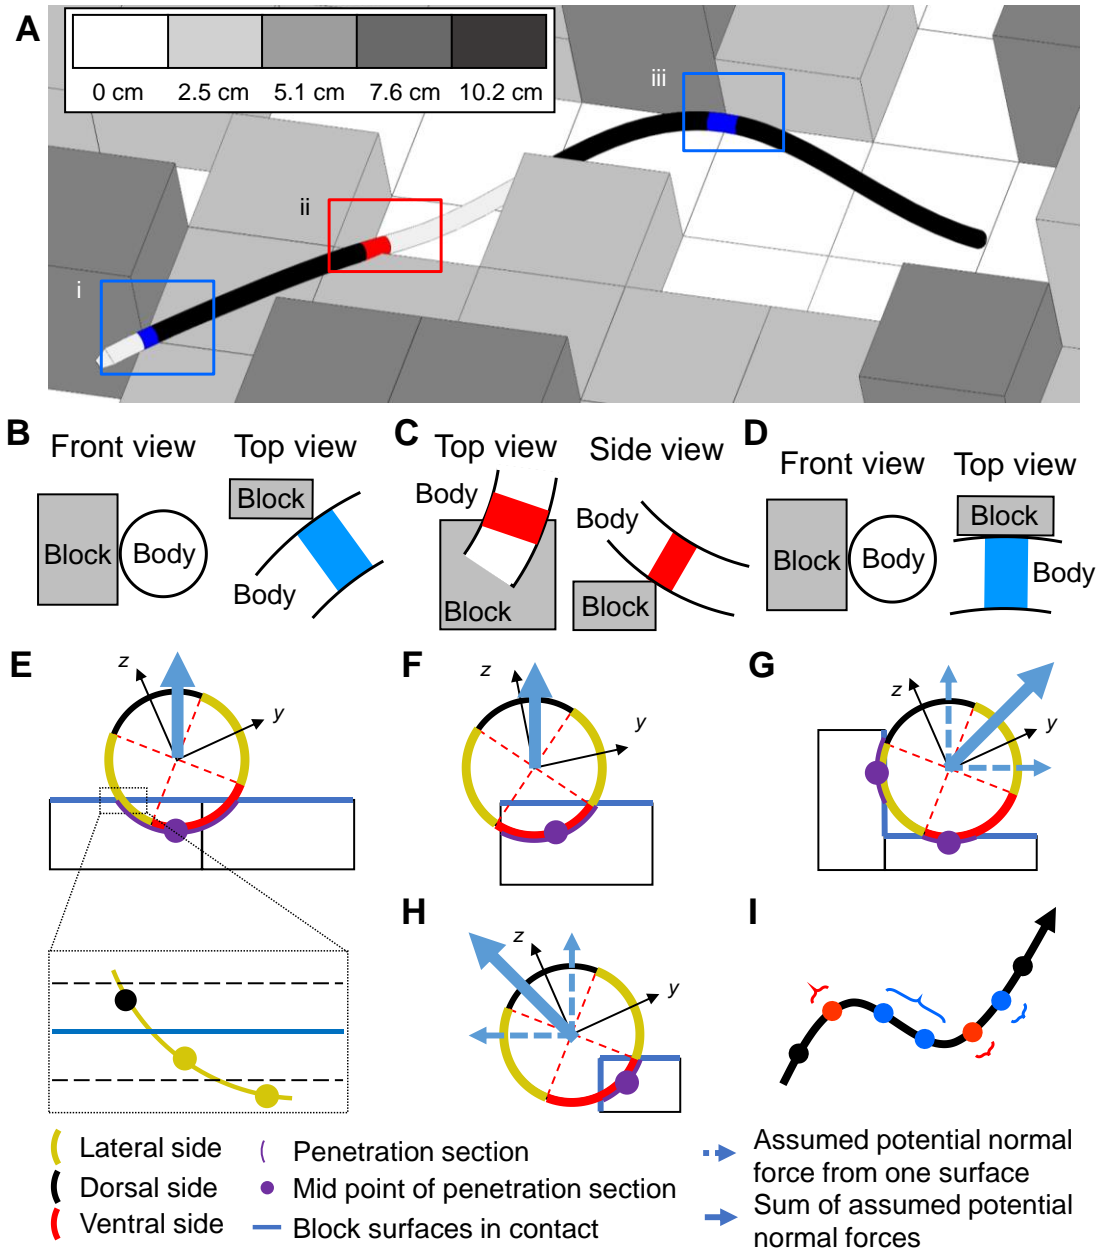 A
0 cm 2.5 cm 5.1 cm 7.6 cm 10.2 cm
iii
ii
i
B
Front view
Top view
Block
Body
Block
Body
C
Top view
Side view
Body
Block
Body
Block
D
Front view
Top view
Block
Body
Block
Body
E
z
y
F
z
y
G
z
y
H
z
y
I
Lateral side
Dorsal side
Ventral side
Penetration section
Mid point of penetration section
Block surfaces in contact
Assumed potential normal
force from one surface
Sum of assumed potential
normal forces